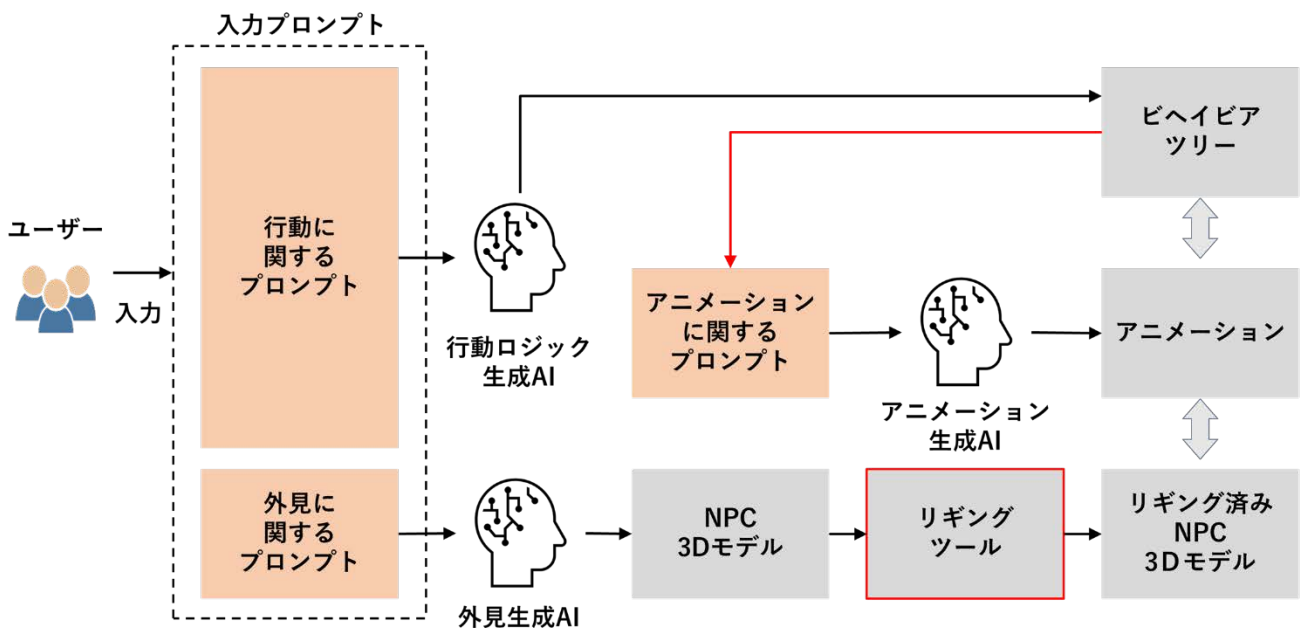 入力プロンプト
ユーザー
入力
行動に
関する
プロンプト
行動ロジック
生成AI
ビヘイビア
ツリー
アニメーション
に関する
プロンプト
アニメーション
生成AI
アニメーション
外見に
関する
プロンプト
外見生成AI
NPC
3Dモデル
リギング
ツール
リギング済み
NPC
3Dモデル